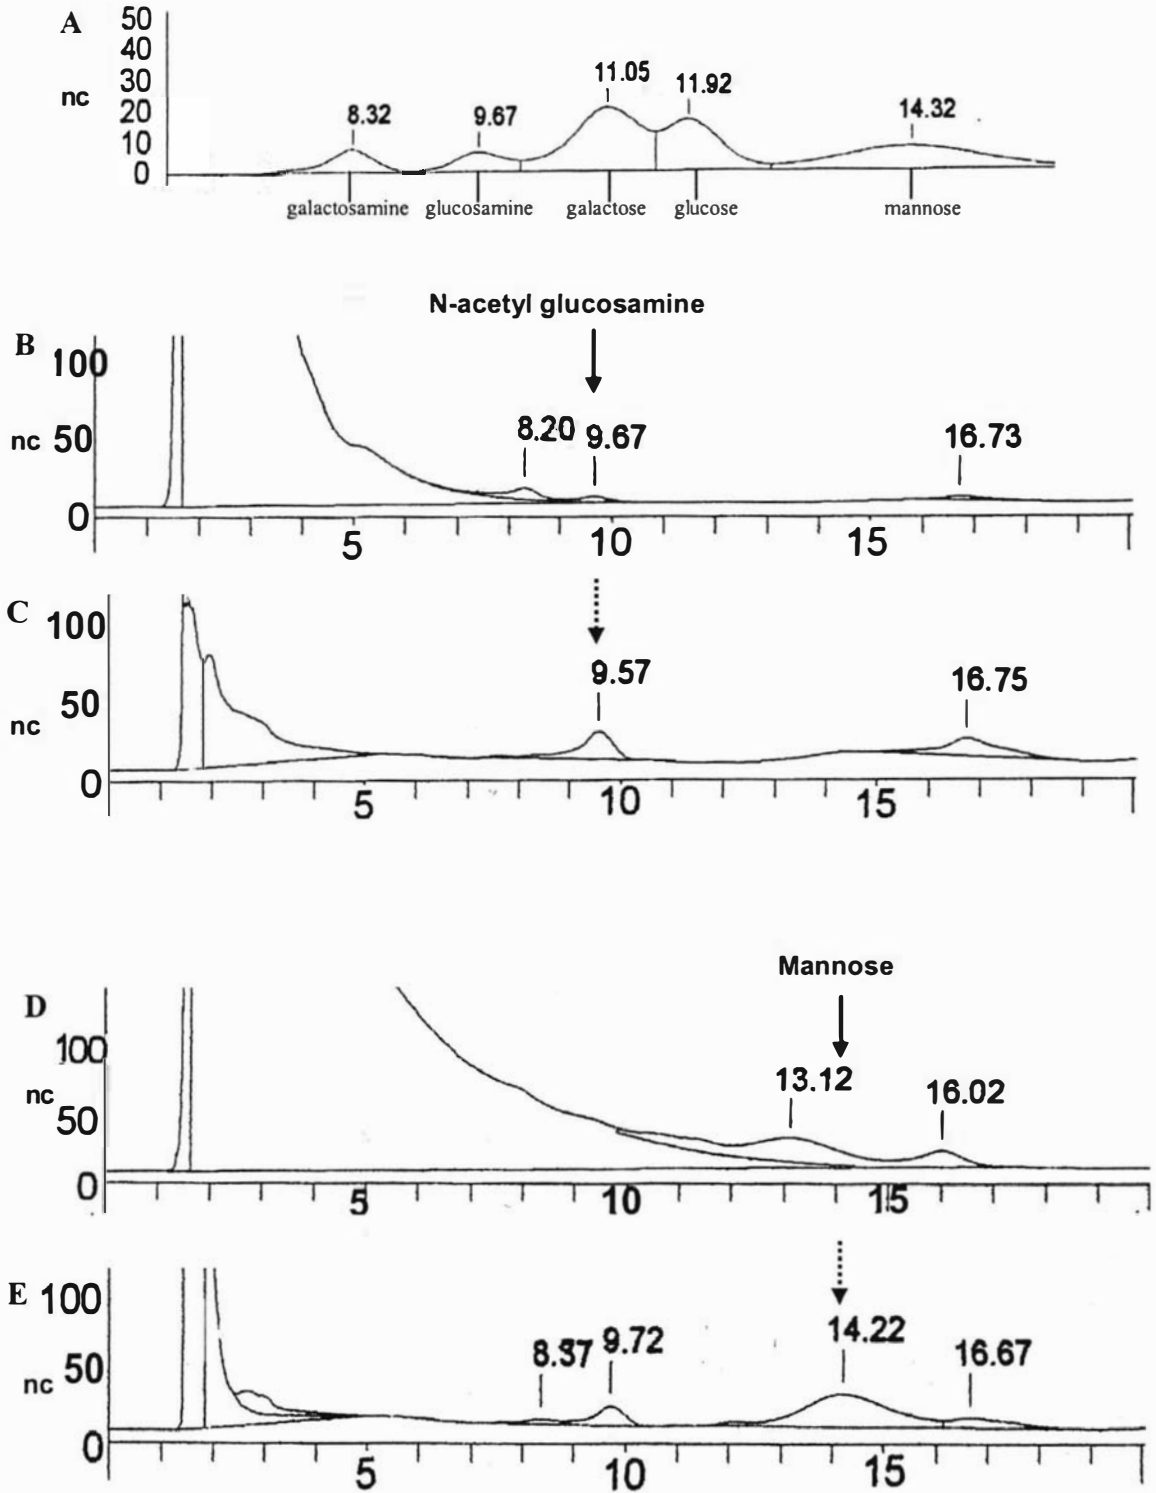 A
50
40
30
20
10
0
nc
8.32
9.67
11.05
11.92
14.32
galactosamine
glucosamine
galactose
glucose
mannose
N-acetyl glucosamine
B
100
nc 50
0
8.20
9.67
16.73
5
10
15
C
100
50
nc
0
9.57
16.75
5
10
15
Mannose
D
100
nc
50
0
13.12
16.02
5
10
15
E
100
50
nc
0
8.37
9.72
14.22
16.67
5
10
15